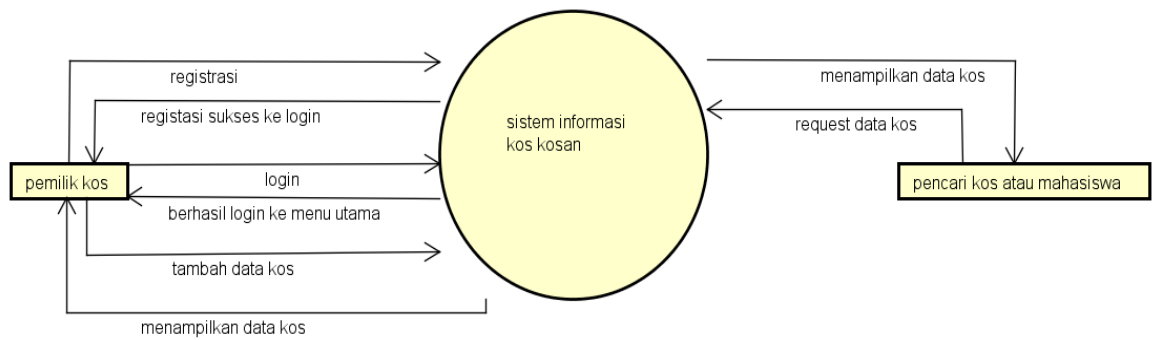 registrasi
registasi sukses ke login
pemilik kos
login
berhasil login ke menu utama
tambah data kos
menampilkan data kos
sistem informasi
kos kosan
menampilkan data kos
request data kos
pencari kos atau mahasiswa